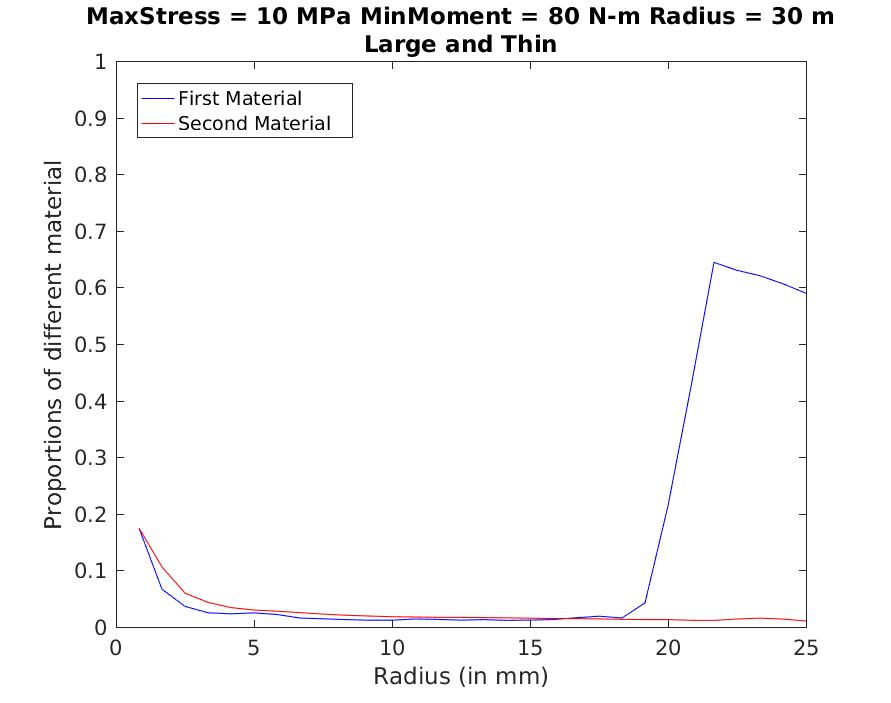 MaxStress = 10 MPa MinMoment = 80 N-m Radius = 30 m
Large and Thin
1
First Material
0.9
Second Material
0.8
0.7
0.6
0.5
0.4
0.3
0.2
0.1
0
Proportions of different material
0 5 10 15 20 25
Radius (in mm)